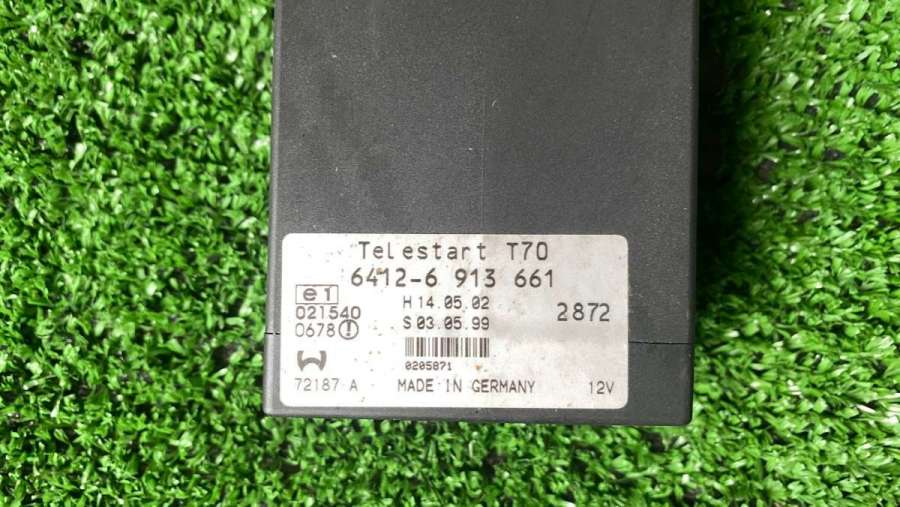 Telestart T70
6412-6 913 661
e1
021540
0678
H 14.05.02
S 03.05.99
2872
0205871
72187 A
MADE IN GERMANY
12V